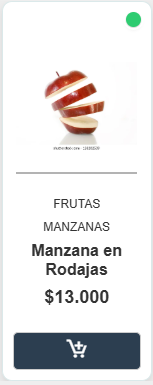 FRUTAS
MANZANAS
Manzana en
Rodajas
$13.000